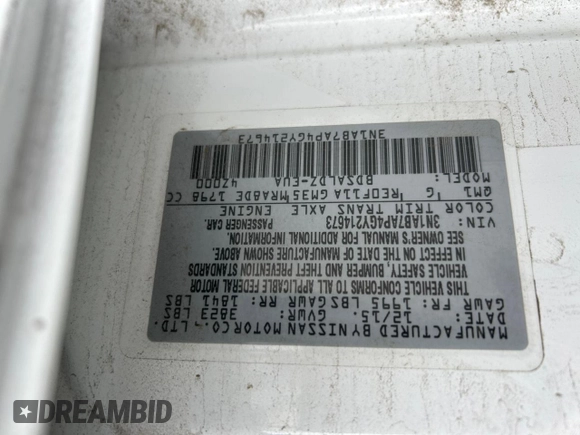 MANUFACTURED BY NISSAN MOTOR CO., LTD.
DATE: 12/15. GVWR: 3823 LBS
GAWR FR: 1995 LBS GAWR RR: 1841 LBS
THIS VEHICLE CONFORMS TO ALL APPLICABLE FEDERAL MOTOR
VEHICLE SAFETY, BUMPER AND THEFT PREVENTION STANDARDS
IN EFFECT ON THE DATE OF MANUFACTURE SHOWN ABOVE.
SEE OWNER'S MANUAL FOR ADDITIONAL INFORMATION.
VIN: 3N1AB7AP4GY214673 PASSENGER CAR.
COLOR TRIM TRANS AXLE ENGINE
QM1 G RE0F11A GM35 MRA8DE 1798 CC
MODEL: BDSALD7-EUA
47000
3N1AB7AP4GY214673
DREAMBID